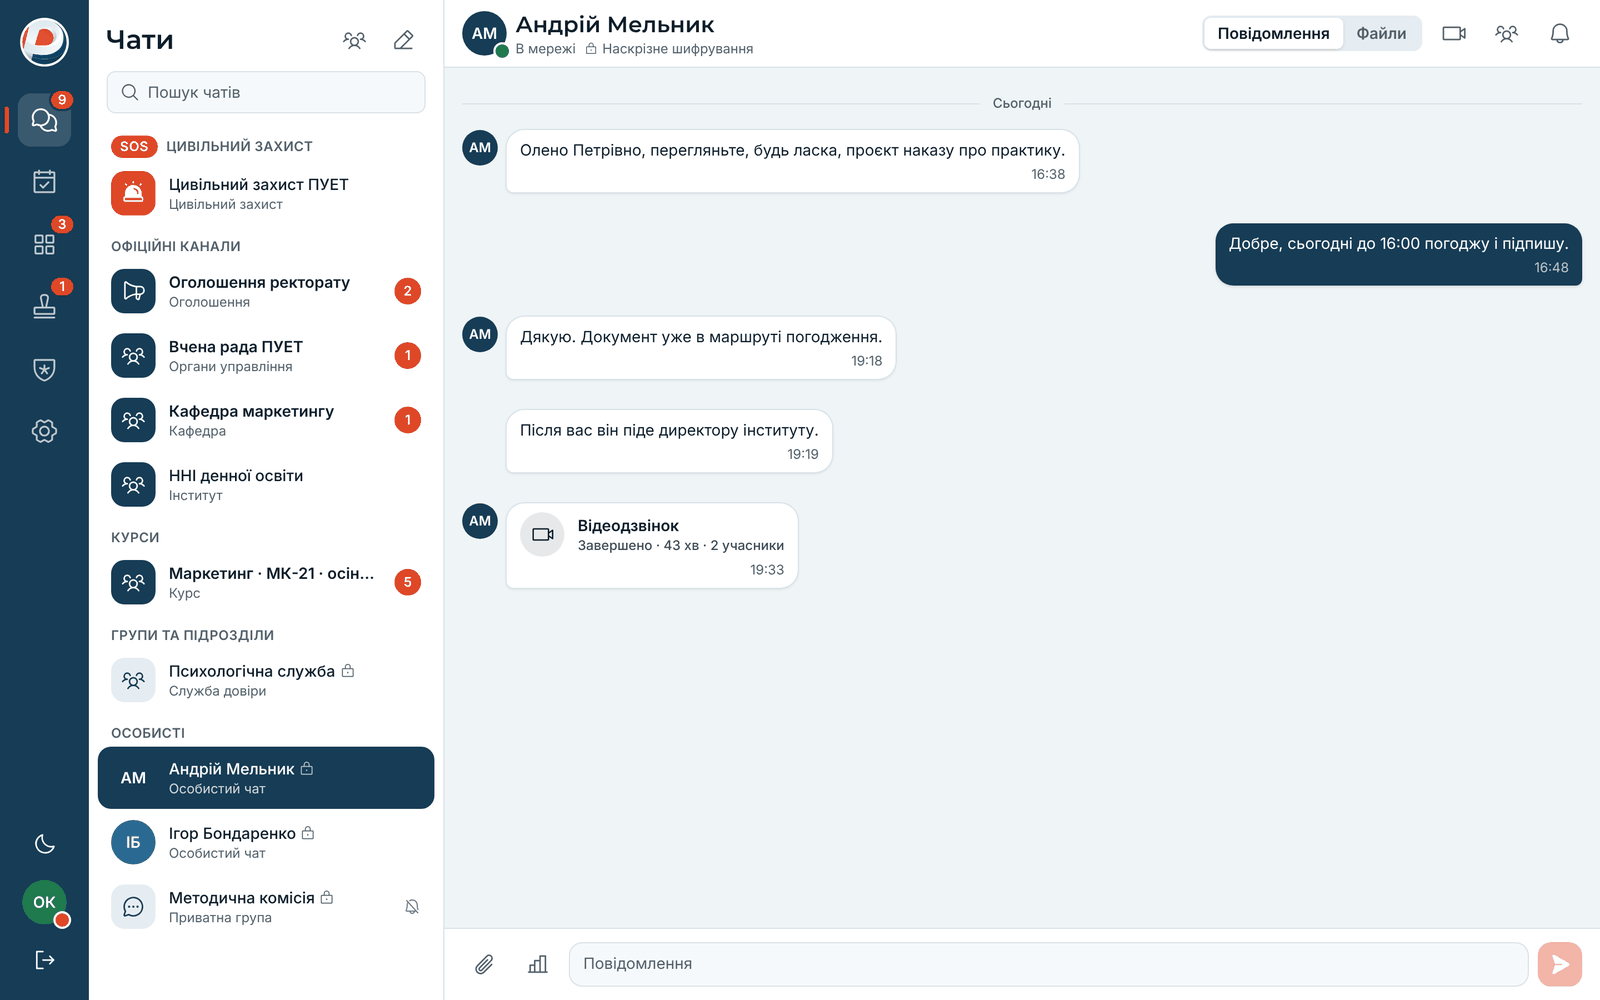 9
3
1
ОК
Чати
Пошук чатів
SOS ЦИВІЛЬНИЙ ЗАХИСТ
Цивільний захист ПУЕТ
Цивільний захист
ОФІЦІЙНІ КАНАЛИ
Оголошення ректорату
Оголошення
2
Вчена рада ПУЕТ
Органи управління
1
Кафедра маркетингу
Кафедра
1
ННІ денної освіти
Інститут
КУРСИ
Маркетинг · МК-21 · осін...
Курс
5
ГРУПИ ТА ПІДРОЗДІЛИ
Психологічна служба
Служба довіри
ОСОБИСТІ
АМ
Андрій Мельник
Особистий чат
ІБ
Ігор Бондаренко
Особистий чат
Методична комісія
Приватна група
АМ
Андрій Мельник
В мережі Наскрізне шифрування
Повідомлення Файли
Сьогодні
АМ
Олено Петрівно, перегляньте, будь ласка, проєкт наказу про практику.
16:38
Добре, сьогодні до 16:00 погоджу і підпишу.
16:48
АМ
Дякую. Документ уже в маршруті погодження.
19:18
Після вас він піде директору інституту.
19:19
АМ
Відеодзвінок
Завершено · 43 хв · 2 учасники
19:33
Повідомлення